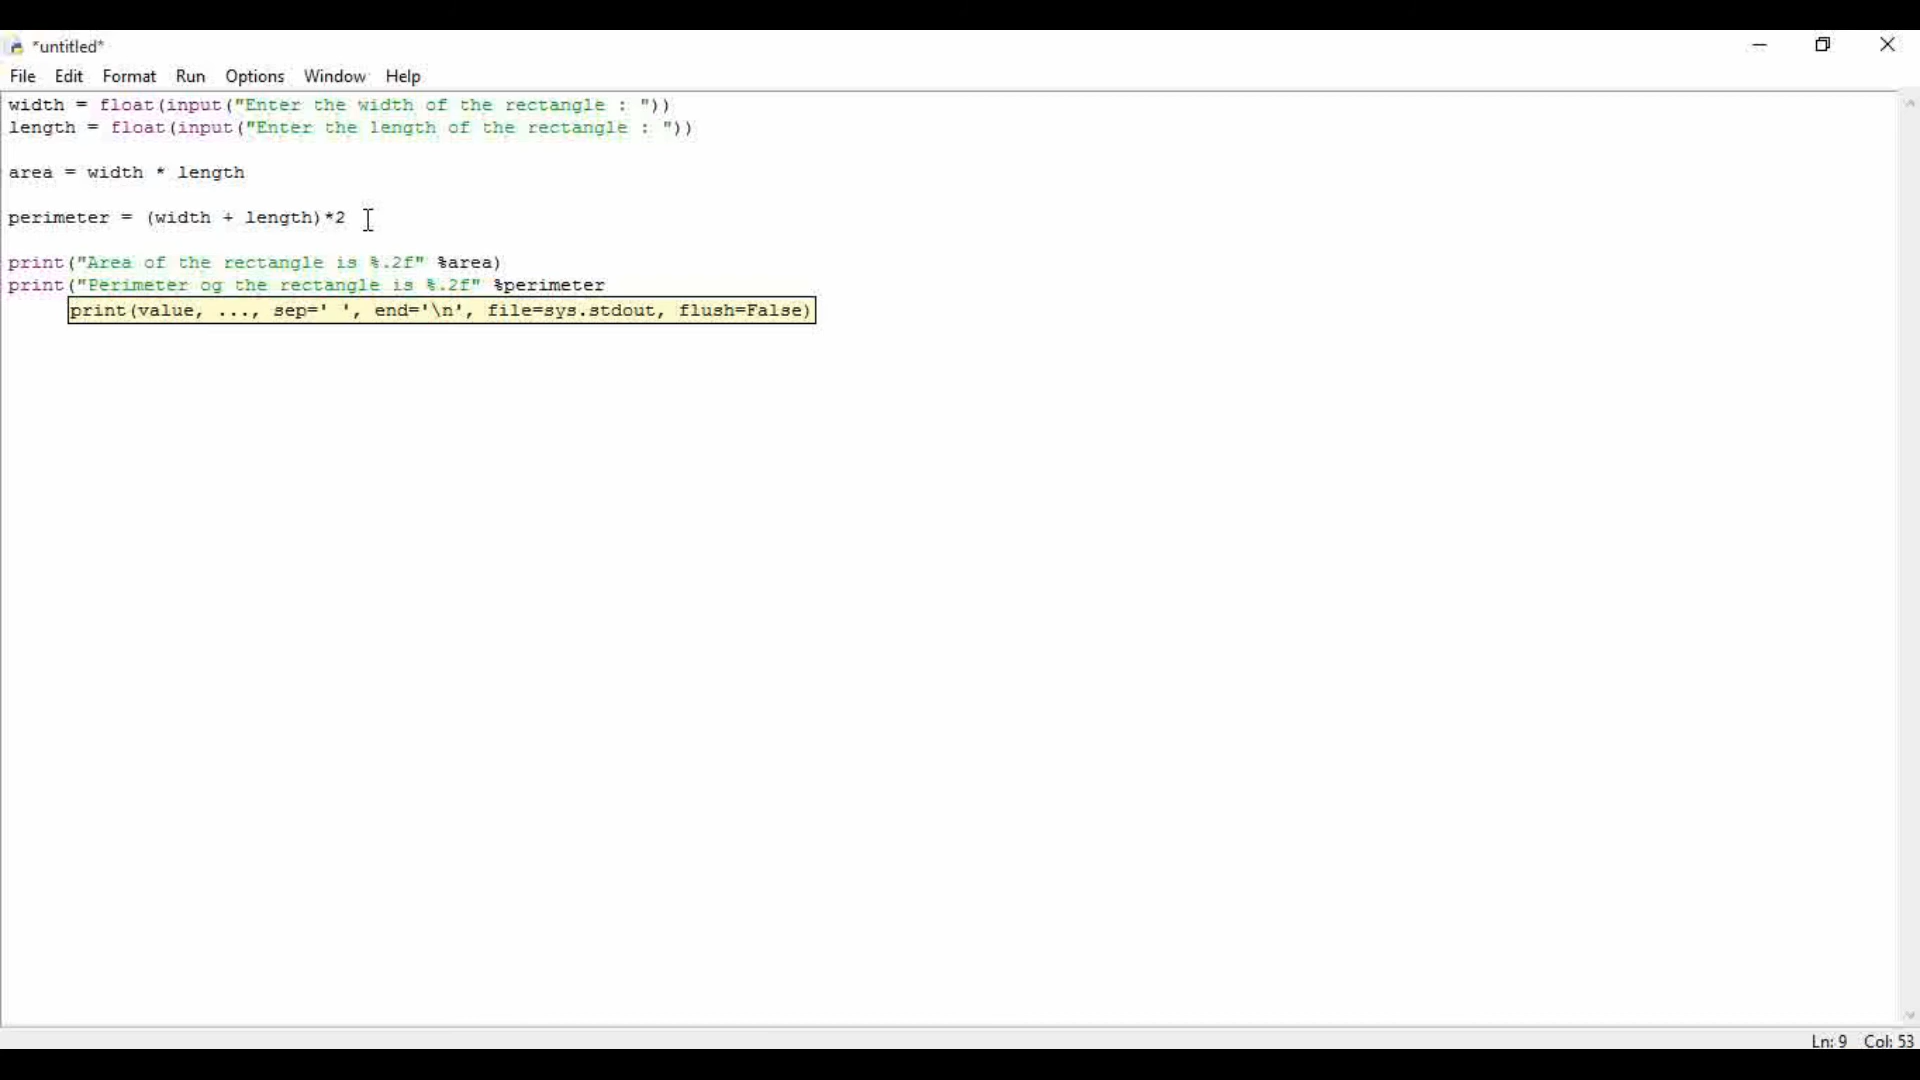 *untitled*
File Edit Format Run Options Window Help
width = float(input("Enter the width of the rectangle : "))
length = float(input("Enter the length of the rectangle : "))
area = width * length
perimeter = (width + length)*2
print("Area of the rectangle is %.2f" %area)
print("Perimeter og the rectangle is %.2f" %perimeter
print(value, ..., sep=' ', end='\n', file=sys.stdout, flush=False)
Ln: 9 Col: 53